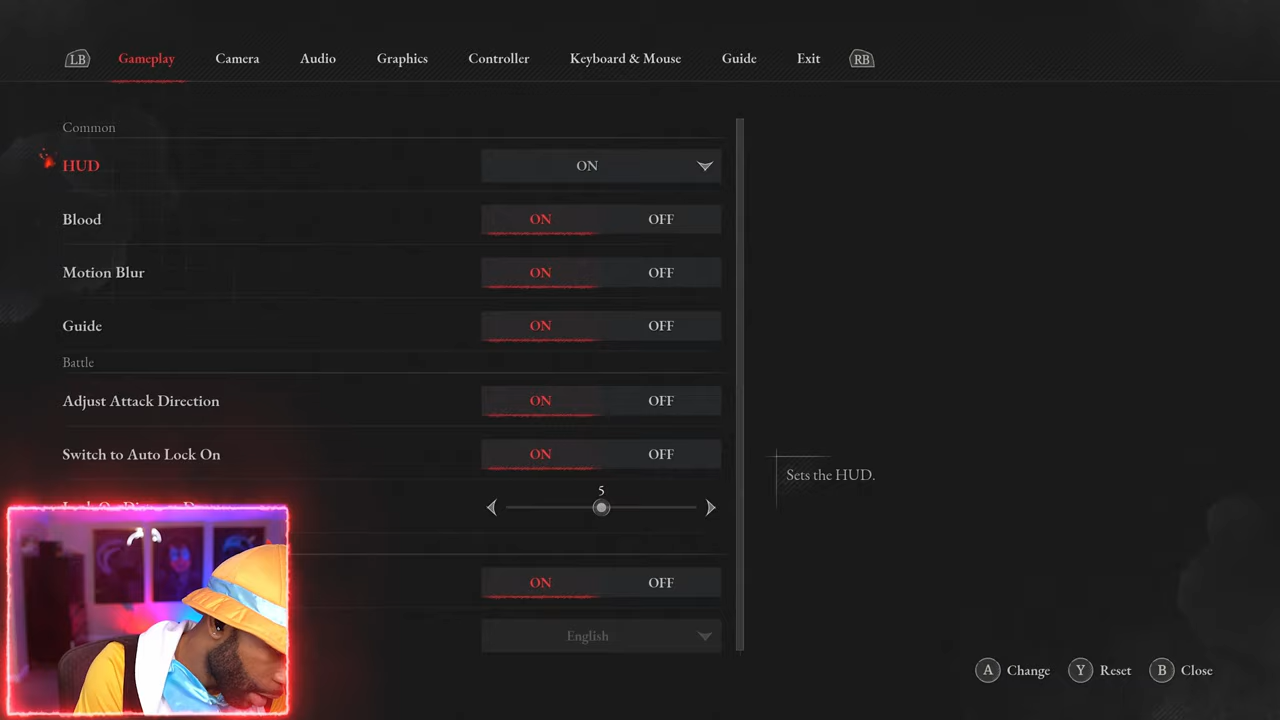 LB Gameplay Camera Audio Graphics Controller Keyboard & Mouse Guide Exit RB
Common
HUD ON
Blood ON OFF
Motion Blur ON OFF
Guide ON OFF
Battle
Adjust Attack Direction ON OFF
Switch to Auto Lock On ON OFF
Sets the HUD.
5
ON OFF
English
A Change Y Reset B Close